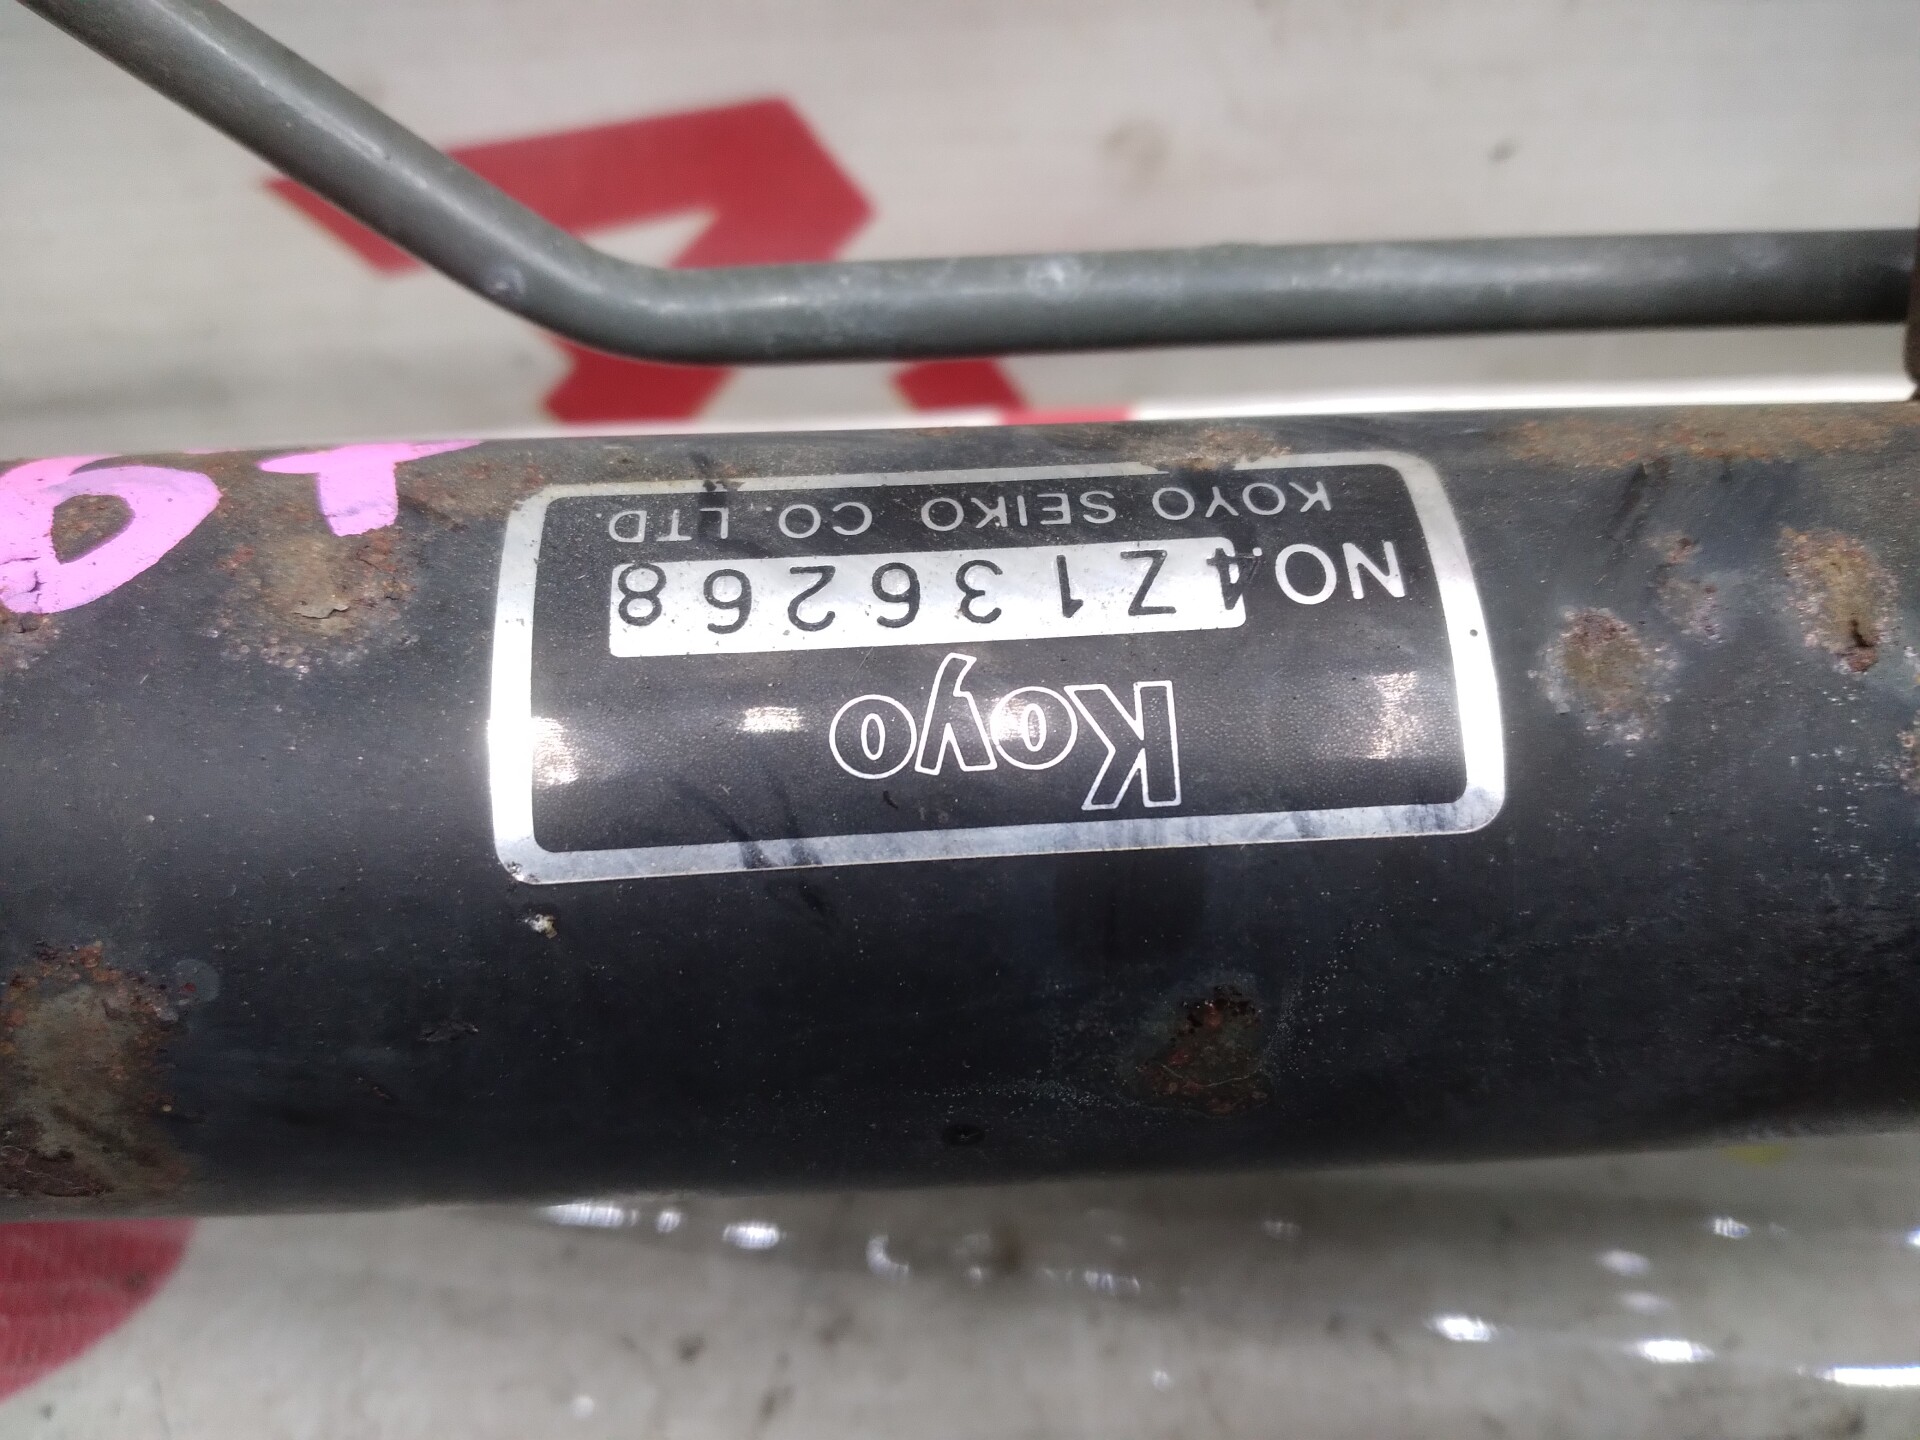 Koyo
NO.4Z136268
KOYO SEIKO CO.,LTD.